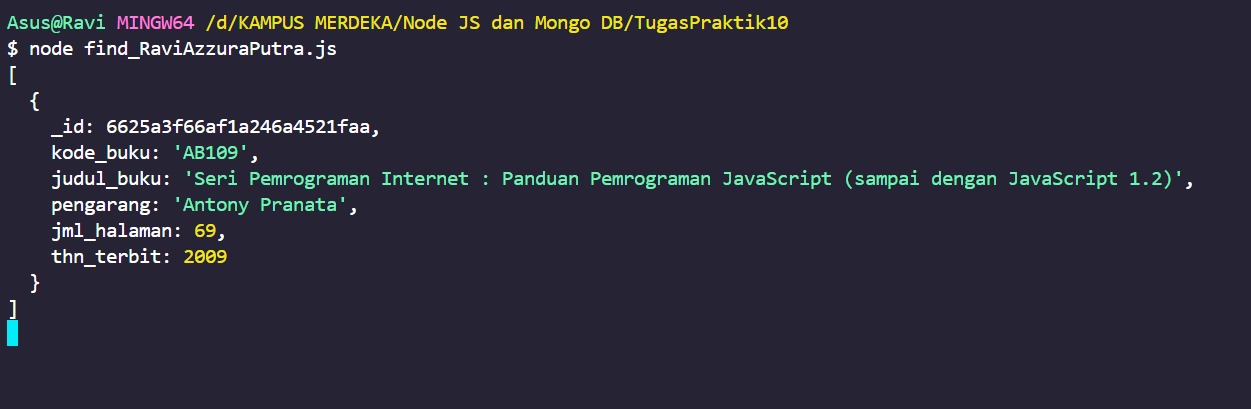 Asus@Ravi MINGW64 /d/KAMPUS MERDEKA/Node JS dan Mongo DB/TugasPraktik10
$ node find_RaviAzzuraPutra.js
[
  {
    _id: 6625a3f66af1a246a4521faa,
    kode_buku: 'AB109',
    judul_buku: 'Seri Pemrograman Internet : Panduan Pemrograman JavaScript (sampai dengan JavaScript 1.2)',
    pengarang: 'Antony Pranata',
    jml_halaman: 69,
    thn_terbit: 2009
  }
]